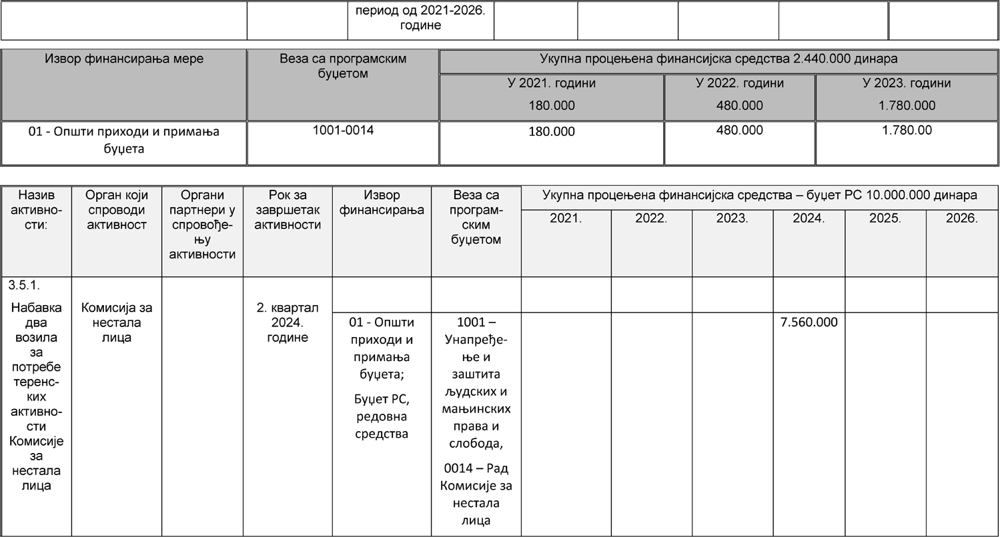 период од 2021-2026.
године
Извор финансирања мере
Веза са програмским
буџетом
Укупна процењена финансијска средства 2.440.000 динара
У 2021. години
180.000
У 2022. години
480.000
У 2023. години
1.780.000
01 - Општи приходи и примања
буџета
1001-0014
180.000
480.000
1.780.00
Назив
активно-
сти:
Орган који
спроводи
активност
Органи
партнери у
спровође-
њу
активности
Рок за
завршетак
активности
Извор
финансирања
Веза са
програм-
ским
буџетом
Укупна процењена финансијска средства – буџет РС 10.000.000 динара
2021.
2022.
2023.
2024.
2025.
2026.
3.5.1.
Набавка
два
возила
за
потребе
теренс-
ких
активно-
сти
Комисије
за
нестала
лица
Комисија за
нестала
лица
2. квартал
2024.
године
01 - Општи
приходи и
примања
буџета;
Буџет РС,
редовна
средства
1001 –
Унапређе-
ње и
заштита
људских и
мањинских
права и
слобода,
0014 – Рад
Комисије за
нестала
лица
7.560.000